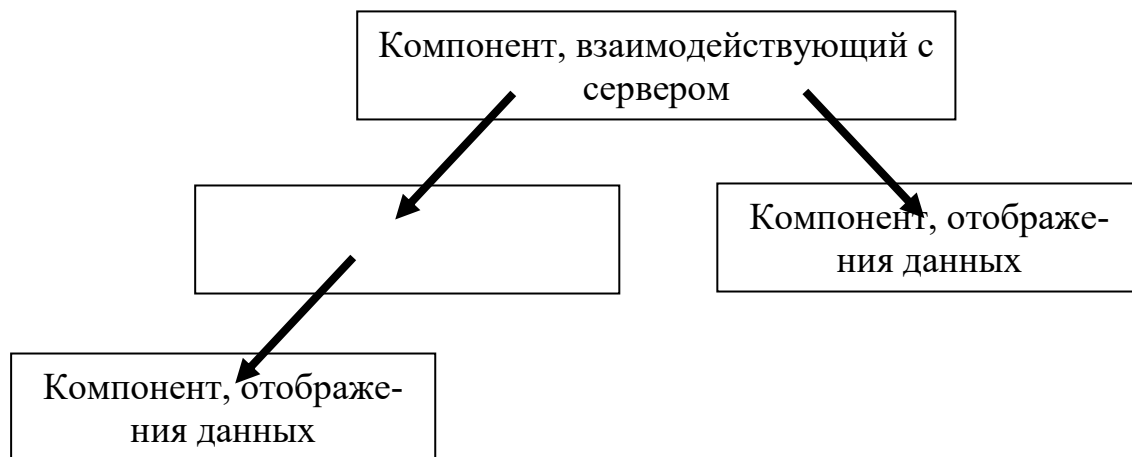 Компонент, взаимодействующий с
сервером
Компонент, отображе-
ния данных
Компонент, отображе-
ния данных